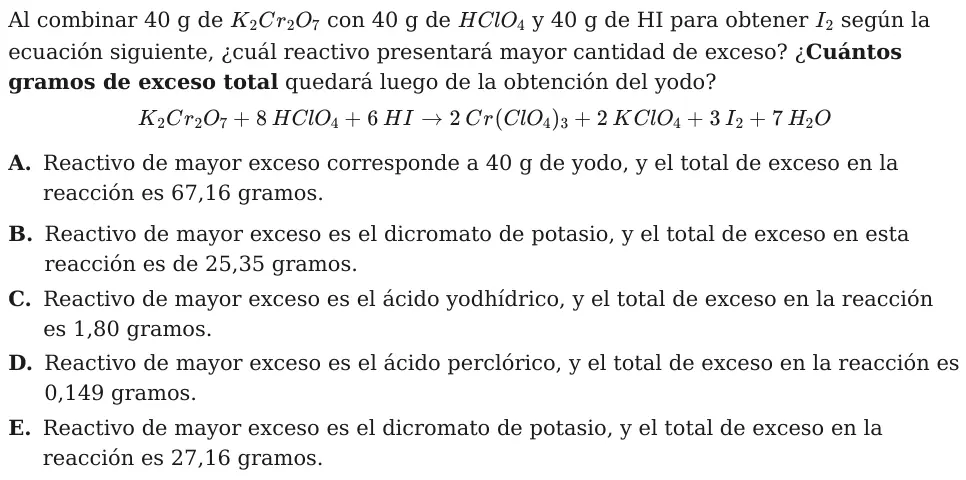 Al combinar 40 g de K₂Cr₂O₇ con 40 g de HClO₄ y 40 g de HI para obtener I₂ según la
ecuación siguiente, ¿cuál reactivo presentará mayor cantidad de exceso? ¿Cuántos
gramos de exceso total quedará luego de la obtención del yodo?
K₂Cr₂O₇ + 8 HClO₄ + 6 HI → 2 Cr(ClO₄)₃ + 2 KClO₄ + 3 I₂ + 7 H₂O
A. Reactivo de mayor exceso corresponde a 40 g de yodo, y el total de exceso en la
reacción es 67,16 gramos.
B. Reactivo de mayor exceso es el dicromato de potasio, y el total de exceso en esta
reacción es de 25,35 gramos.
C. Reactivo de mayor exceso es el ácido yodhídrico, y el total de exceso en la reacción
es 1,80 gramos.
D. Reactivo de mayor exceso es el ácido perclórico, y el total de exceso en la reacción es
0,149 gramos.
E. Reactivo de mayor exceso es el dicromato de potasio, y el total de exceso en la
reacción es 27,16 gramos.